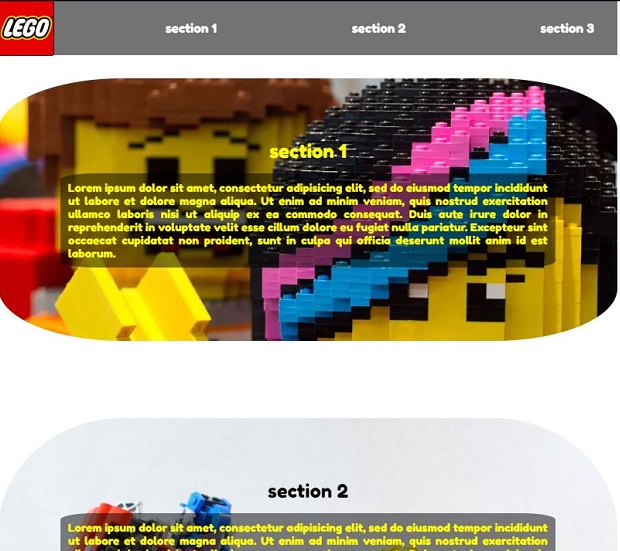 LEGO
section 1
section 2
section 3
section 1
Lorem ipsum dolor sit amet, consectetur adipisicing elit, sed do eiusmod tempor incididunt
ut labore et dolore magna aliqua. Ut enim ad minim veniam, quis nostrud exercitation
ullamco laboris nisi ut aliquip ex ea commodo consequat. Duis aute irure dolor in
reprehenderit in voluptate velit esse cillum dolore eu fugiat nulla pariatur. Excepteur sint
occaecat cupidatat non proident, sunt in culpa qui officia deserunt mollit anim id est
laborum.
section 2
Lorem ipsum dolor sit amet, consectetur adipisicing elit, sed do eiusmod tempor incididunt
ut labore et dolore magna aliqua. Ut enim ad minim veniam, quis nostrud exercitation